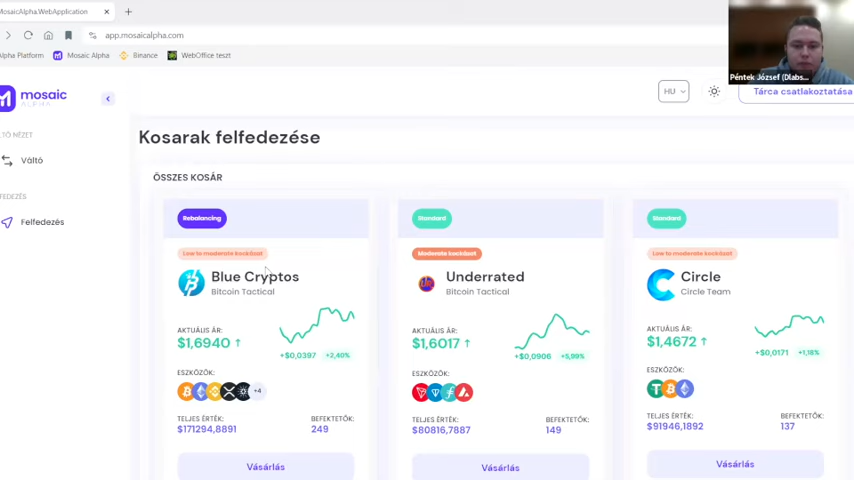 MosaicAlpha.WebApplication
app.mosaicalpha.com
Alpha Platform
Mosaic Alpha
Binance
WebOffice teszt
Péntek József (Dlabs...
mosaic
ALPHA
HU
Tárca csatlakoztatása
Kosarak felfedezése
TÓ NÉZET
Váltó
ÖSSZES KOSÁR
FEDEZÉS
Felfedezés
Rebalancing
Standard
Standard
Low to moderate kockázat
Moderate kockázat
Low to moderate kockázat
Blue Cryptos
Bitcoin Tactical
Underrated
Bitcoin Tactical
Circle
Circle Team
AKTUÁLIS ÁR:
$1,6940 ↑
+$0,0397 +2,40%
AKTUÁLIS ÁR:
$1,6017 ↑
+$0,0906 +5,99%
AKTUÁLIS ÁR:
$1,4672 ↑
+$0,0171 +1,18%
ESZKÖZÖK:
+4
ESZKÖZÖK:
ESZKÖZÖK:
TELJES ÉRTÉK: BEFEKTETŐK:
$171294,8891 249
TELJES ÉRTÉK: BEFEKTETŐK:
$80816,7887 149
TELJES ÉRTÉK: BEFEKTETŐK:
$91946,1892 137
Vásárlás
Vásárlás
Vásárlás